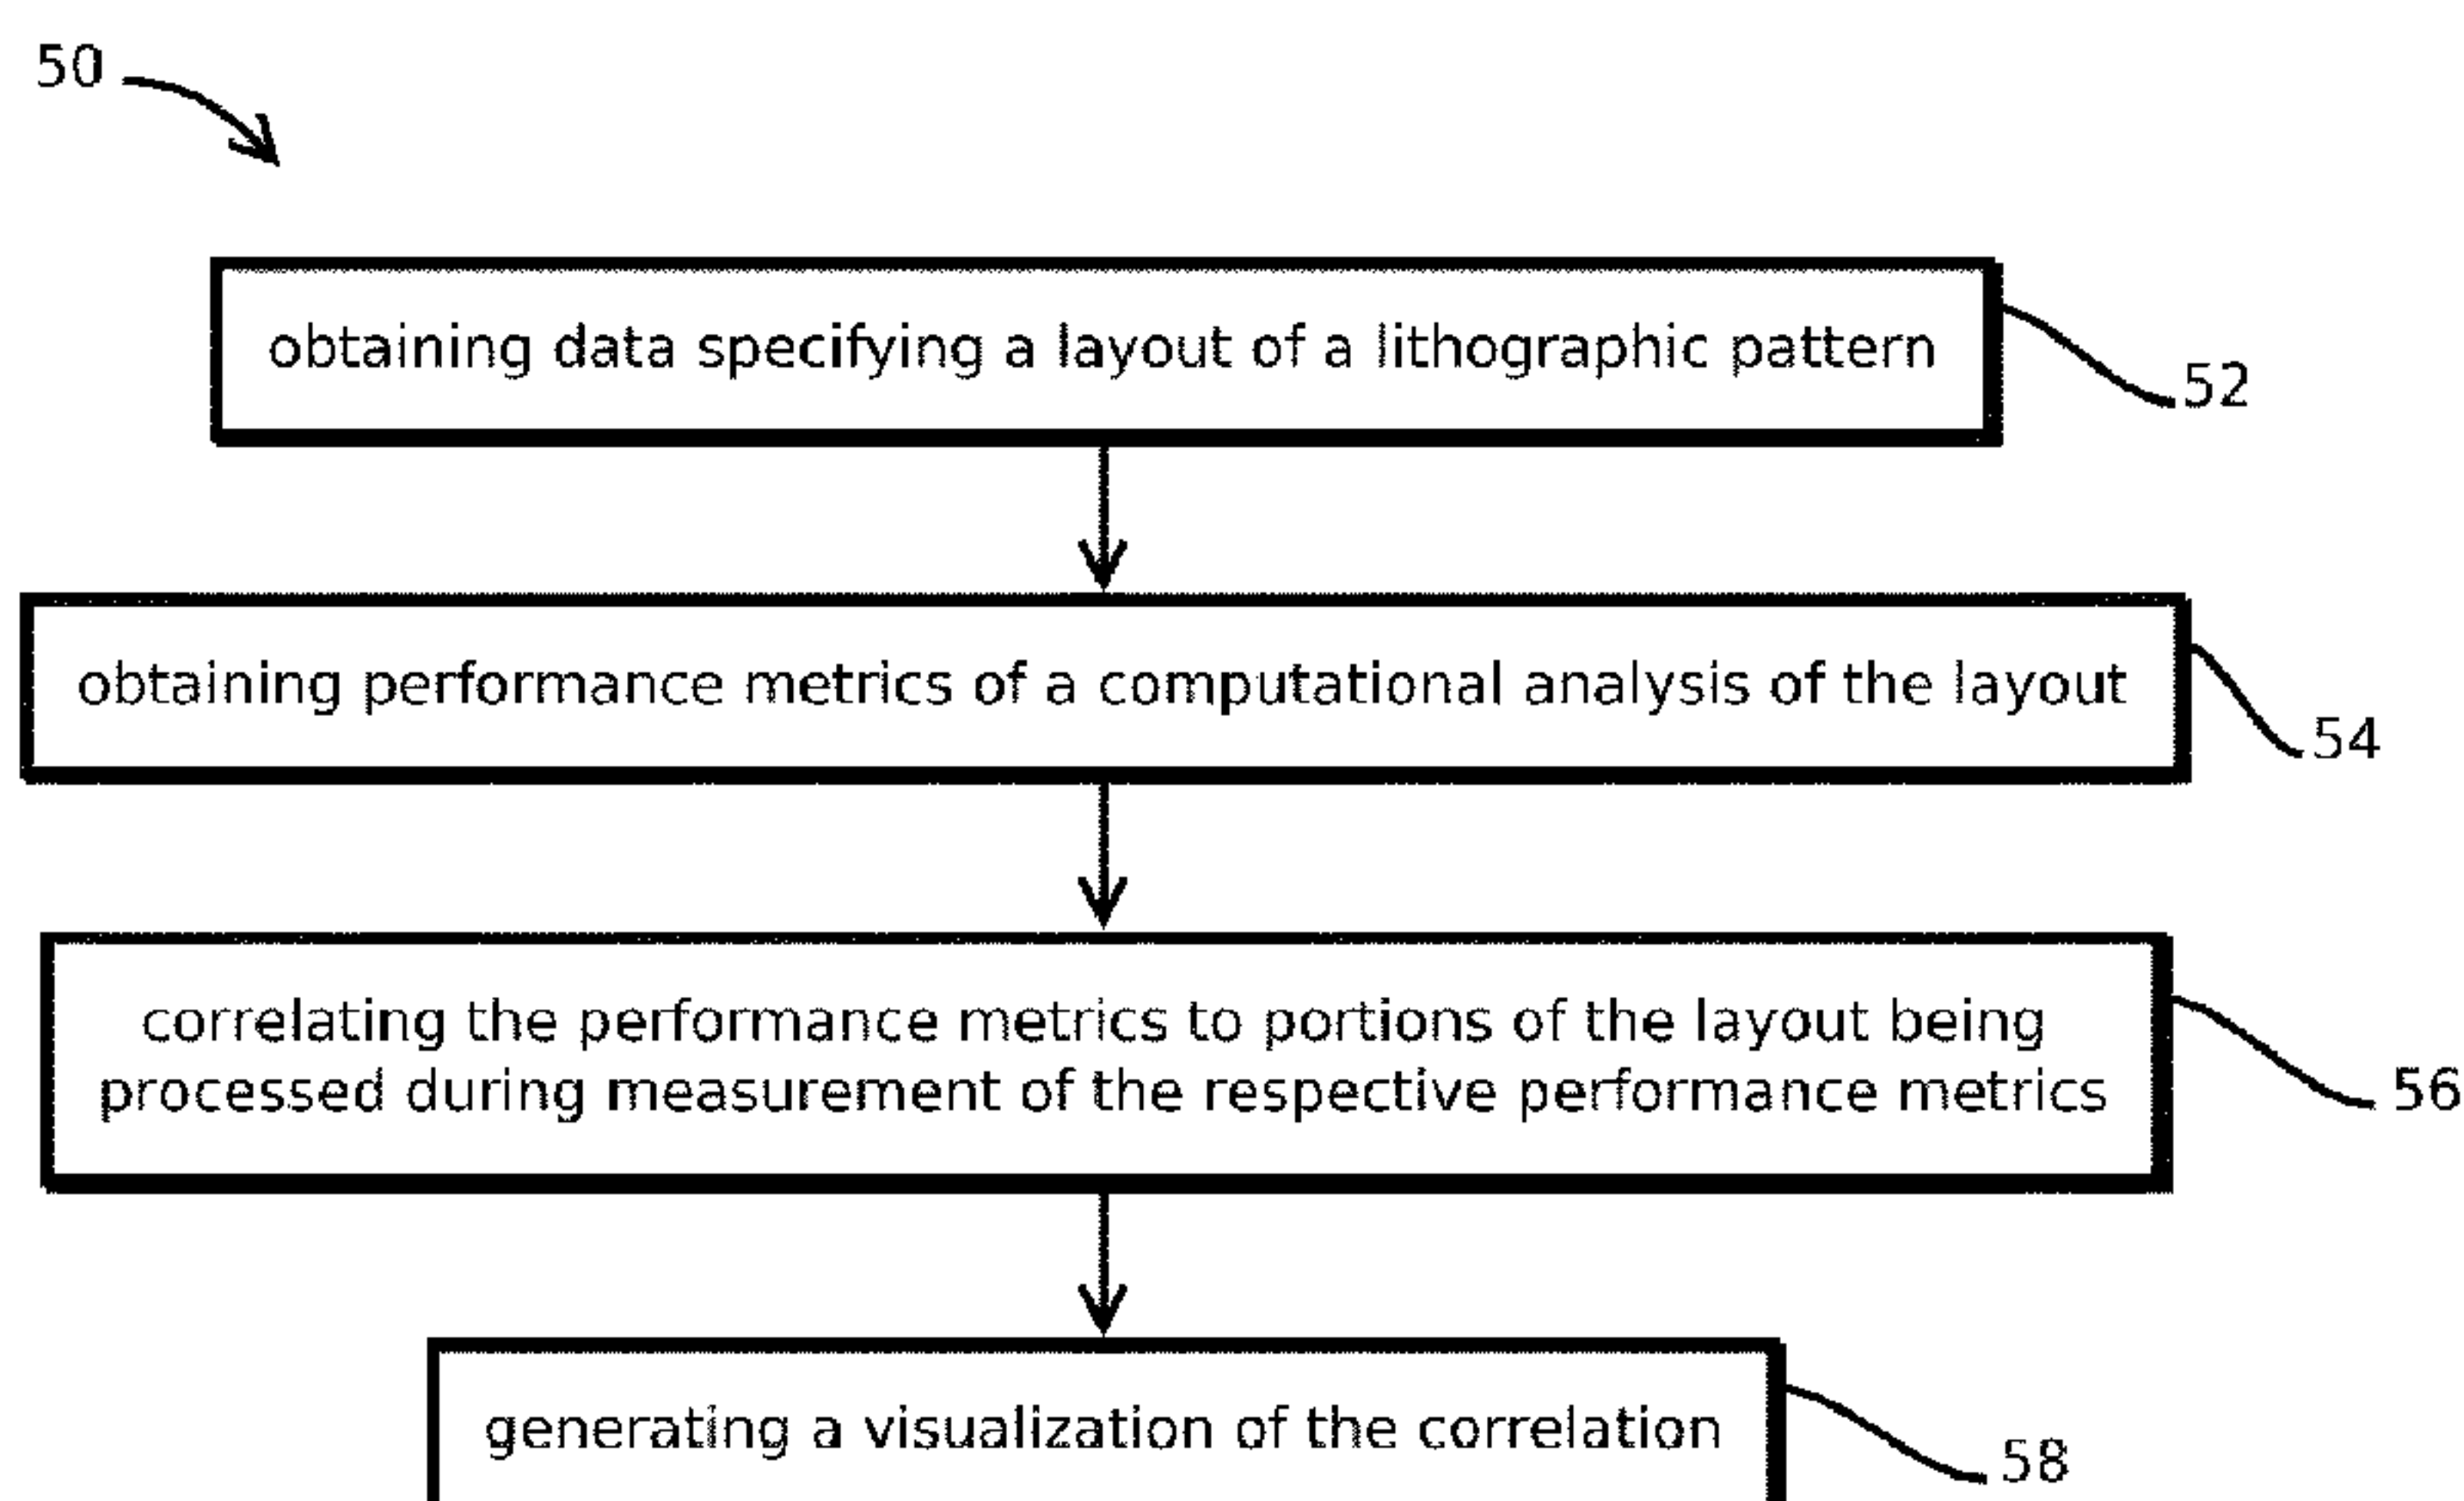 50
obtaining data specifying a layout of a lithographic pattern
52
obtaining performance metrics of a computational analysis of the layout
54
correlating the performance metrics to portions of the layout being
processed during measurement of the respective performance metrics
56
generating a visualization of the correlation
58